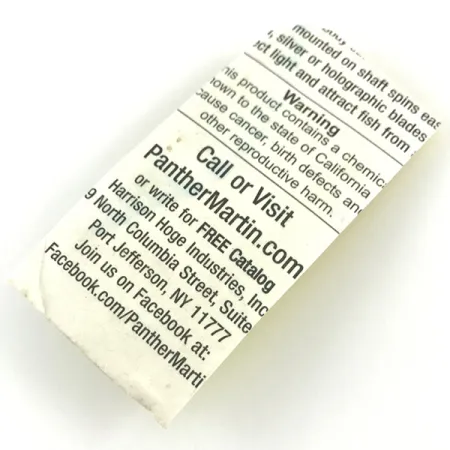 mounted on shaft spins eas
, silver or holographic blades
ct light and attract fish from
Warning
his product contains a chemic
own to the state of California
ause cancer, birth defects and
other reproductive harm.
Call or Visit
PantherMartin.com
or write for FREE Catalog
Harrison Hoge Industries, Inc
9 North Columbia Street, Suite
Port Jefferson, NY 11777
Join us on Facebook at:
Facebook.com/PantherMarti